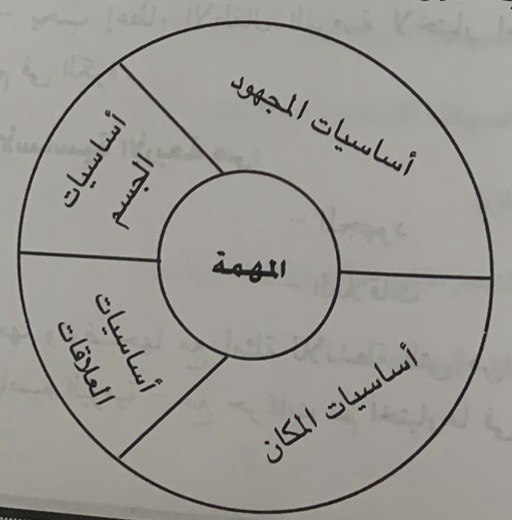 أساسيات المجهود
أساسيات
الجسم
المهمة
أساسيات
العلاقات
أساسيات المكان